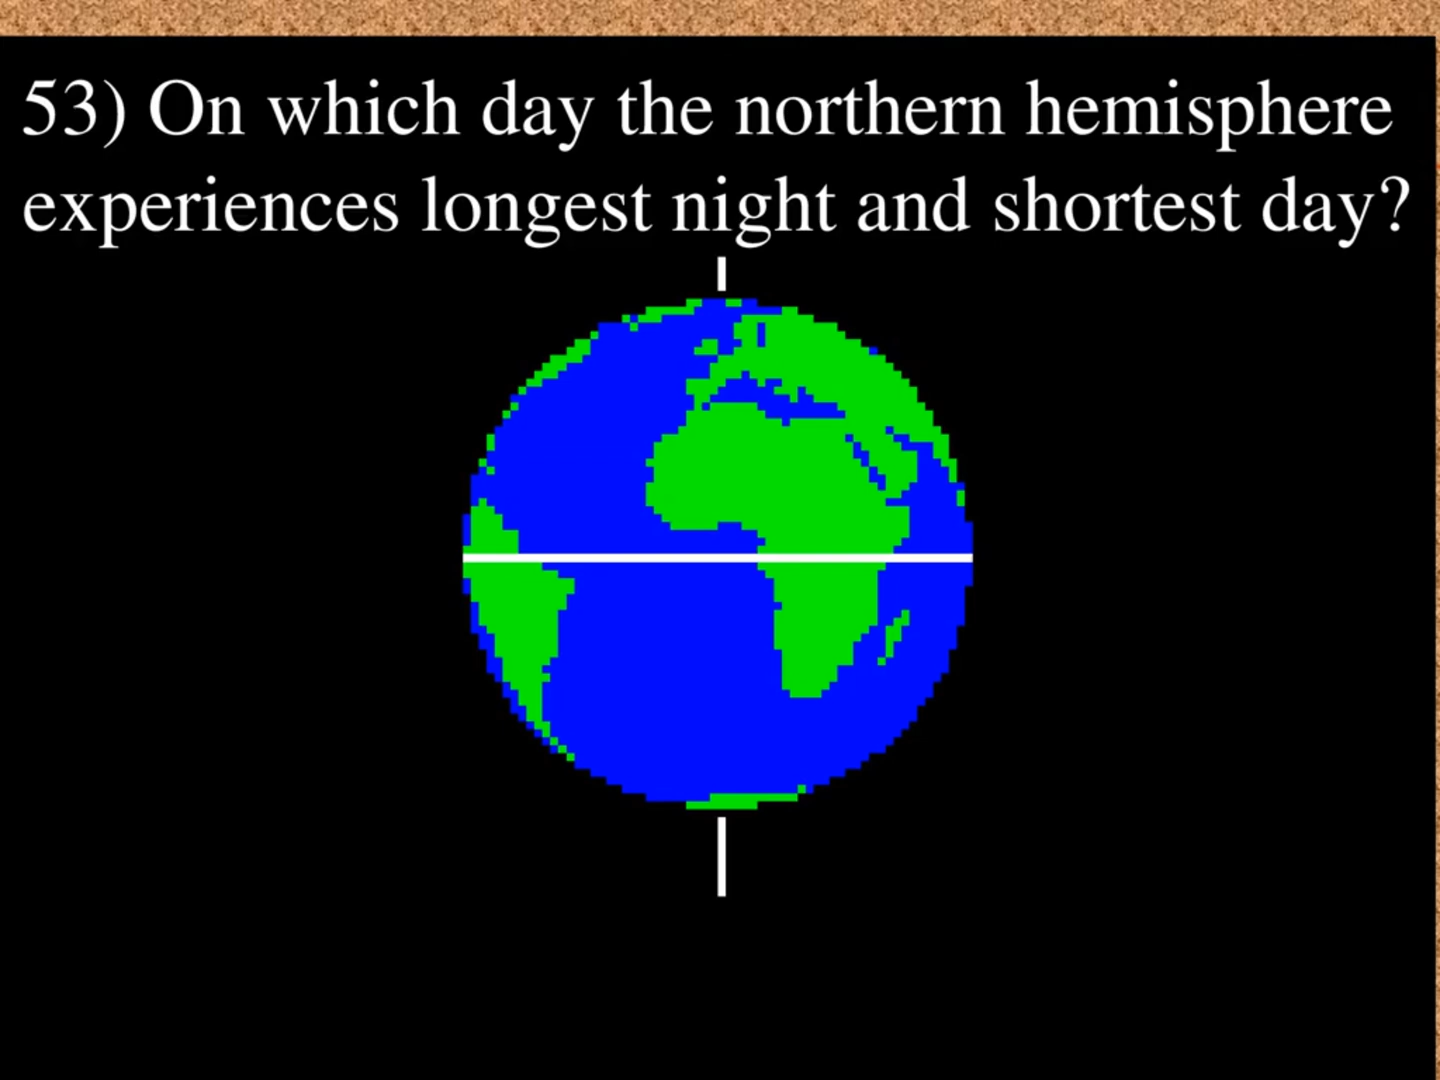 53) On which day the northern hemisphere
experiences longest night and shortest day?